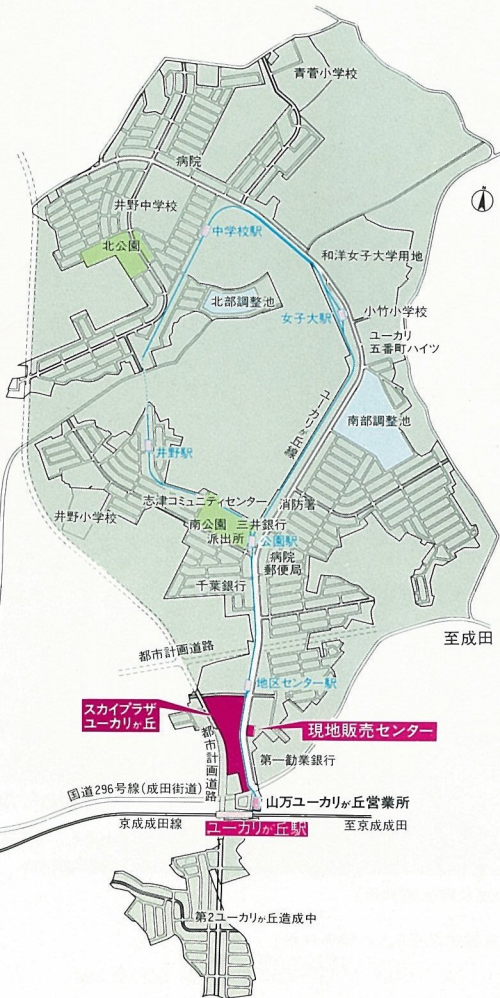 青菅小学校
病院
井野中学校
中学校駅
北公園
和洋女子大学用地
北部調整池
女子大駅
小竹小学校
ユーカリ
五番町ハイツ
ユーカリが丘線
南部調整池
井野駅
志津コミュニティセンター
消防署
井野小学校
南公園
三井銀行
派出所
公園駅
病院
郵便局
千葉銀行
至成田
都市計画道路
地区センター駅
スカイプラザ
ユーカリが丘
現地販売センター
都市計画道路
第一勧業銀行
国道296号線(成田街道)
山万ユーカリが丘営業所
京成成田線
ユーカリが丘駅
至京成成田
第2ユーカリが丘造成中